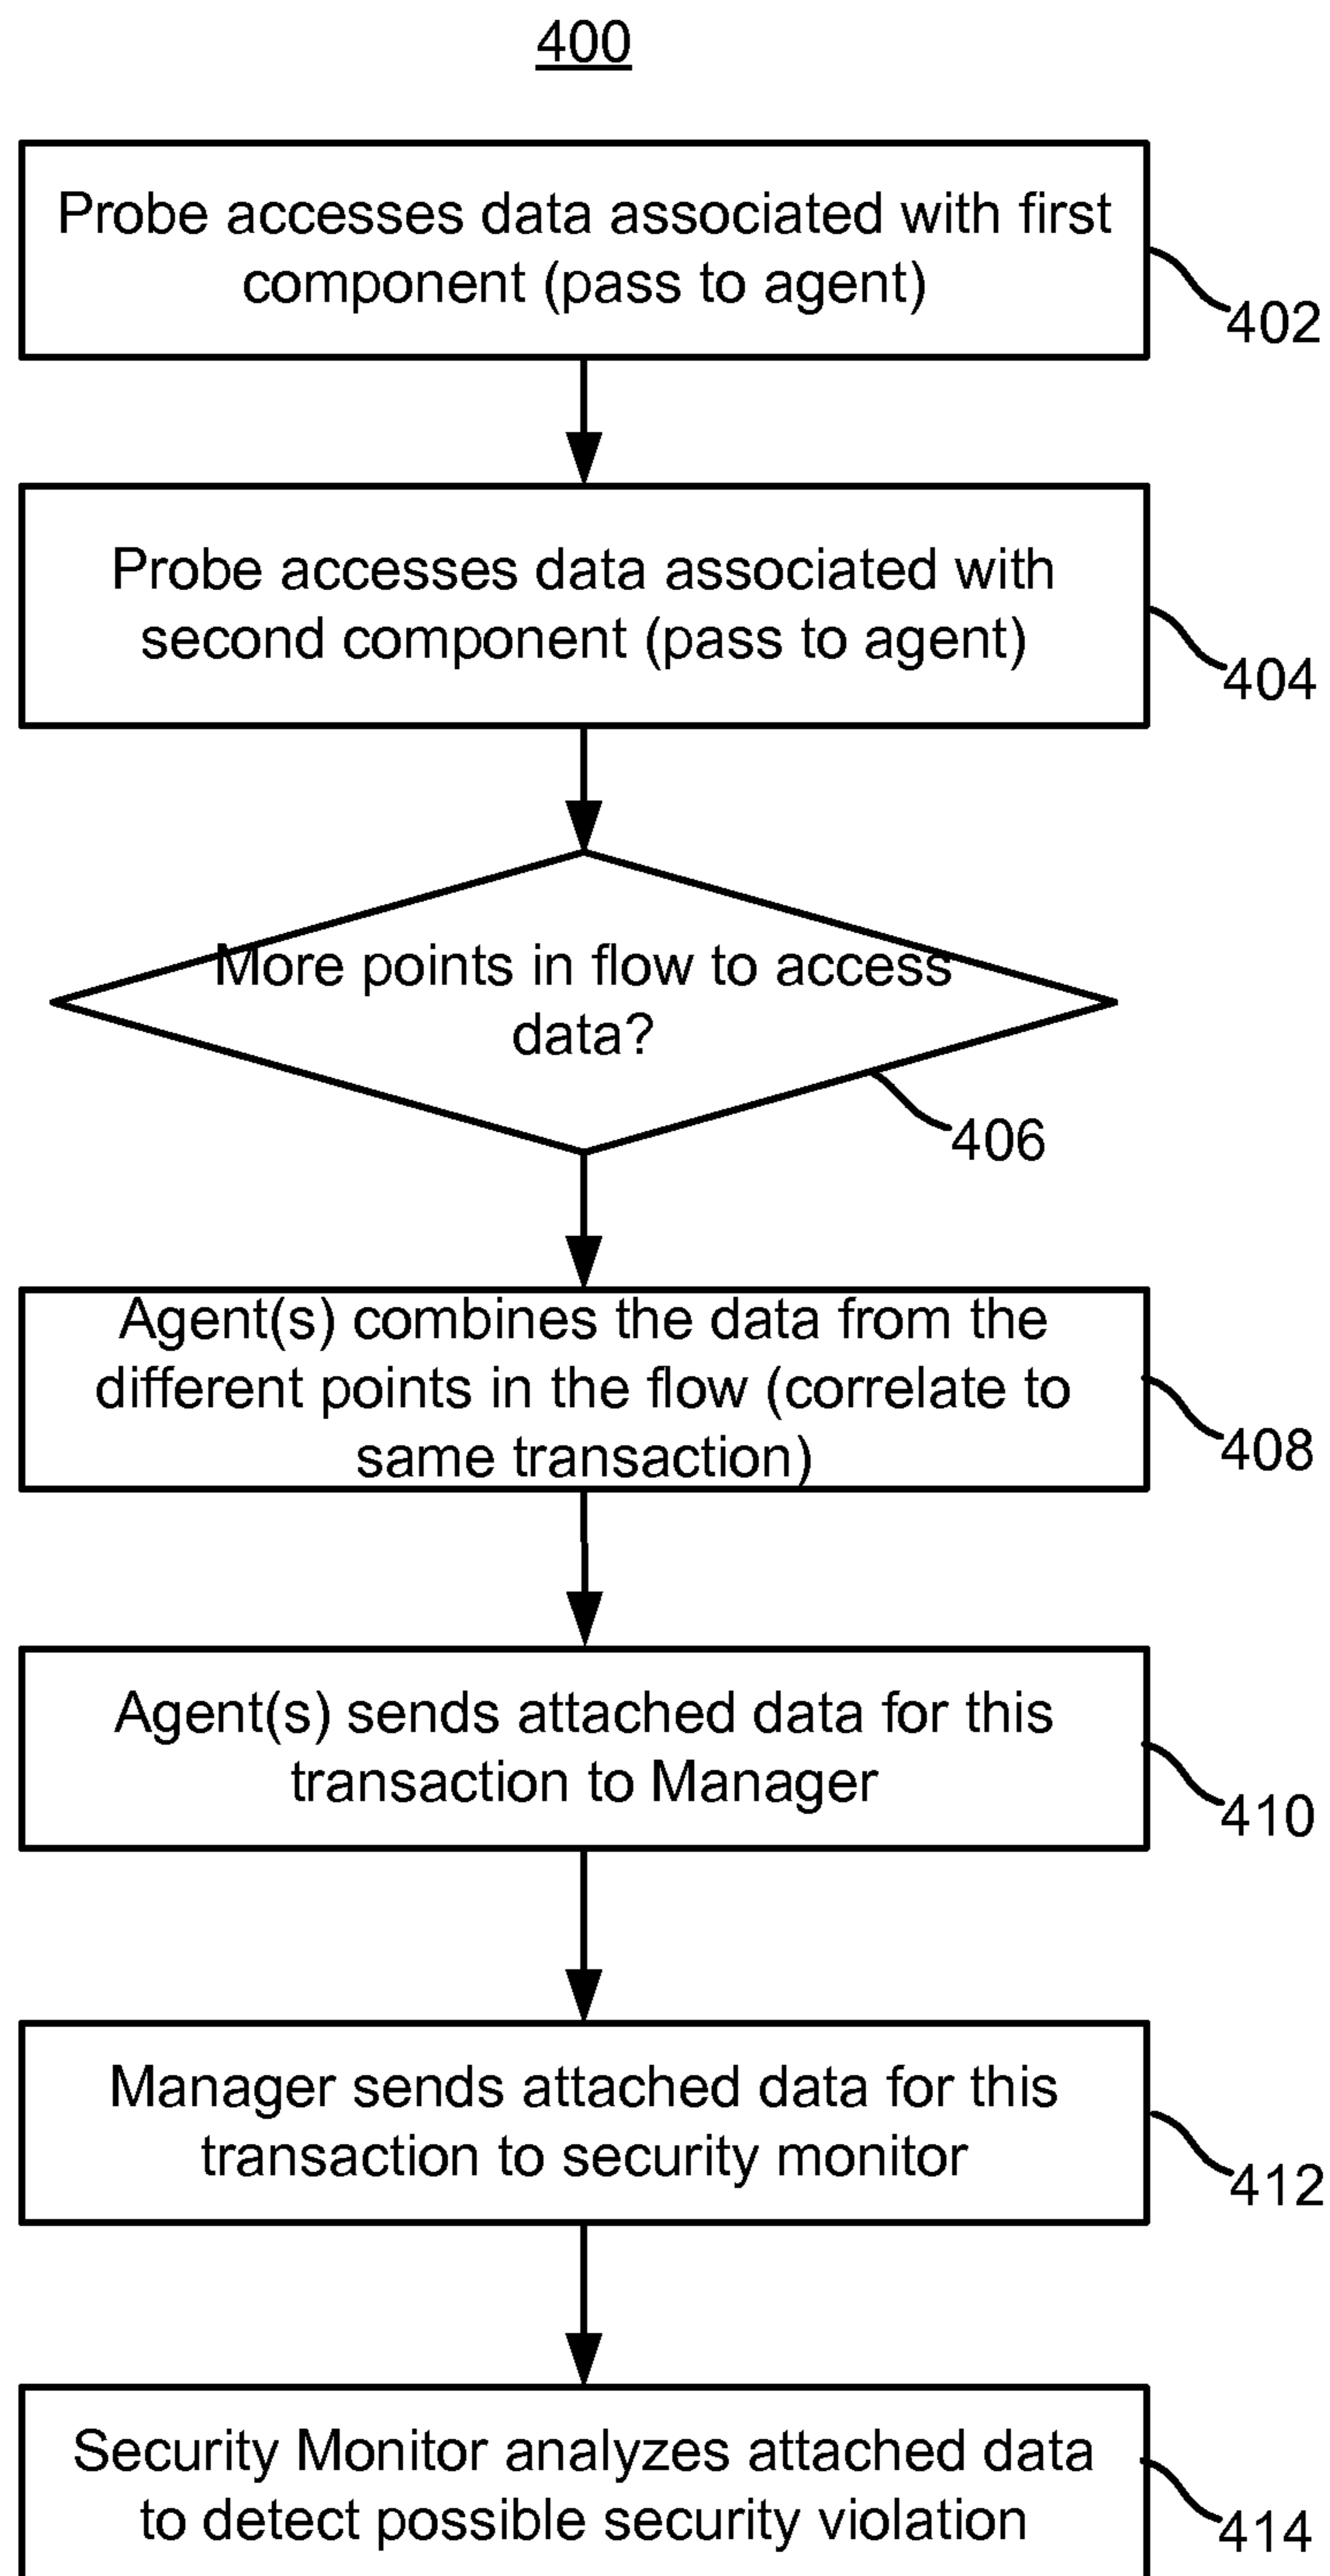 400
Probe accesses data associated with first
component (pass to agent)
402
Probe accesses data associated with
second component (pass to agent)
404
More points in flow to access
data?
406
Agent(s) combines the data from the
different points in the flow (correlate to
same transaction)
408
Agent(s) sends attached data for this
transaction to Manager
410
Manager sends attached data for this
transaction to security monitor
412
Security Monitor analyzes attached data
to detect possible security violation
414